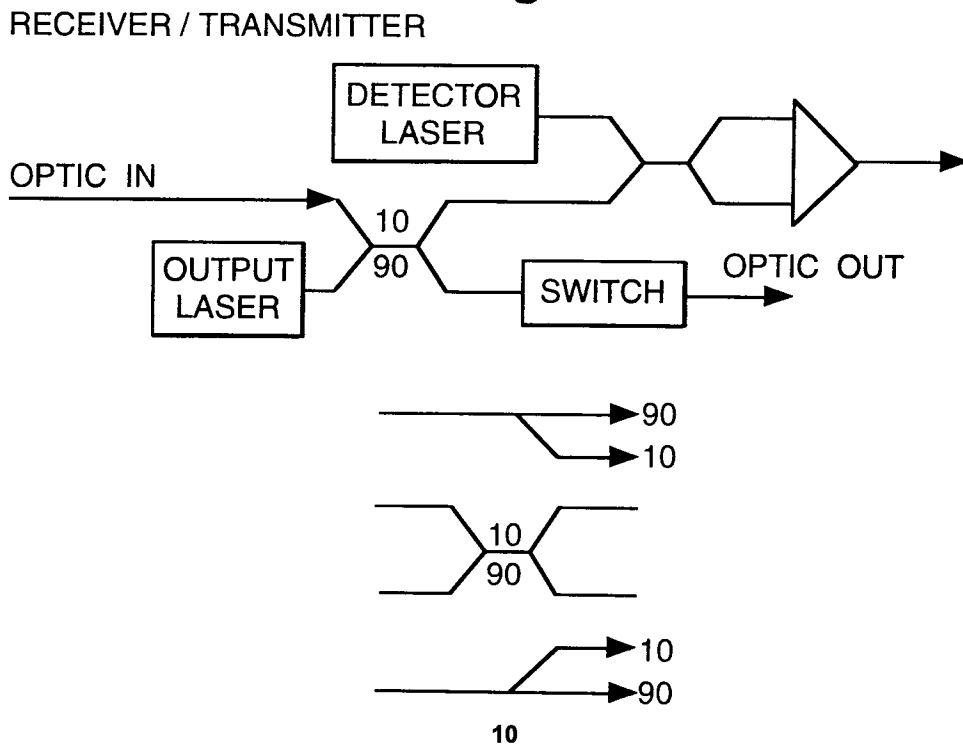 RECEIVER / TRANSMITTER
DETECTOR
LASER
OPTIC IN
10
90
OUTPUT
LASER
SWITCH
OPTIC OUT
90
10
10
90
10
90
10